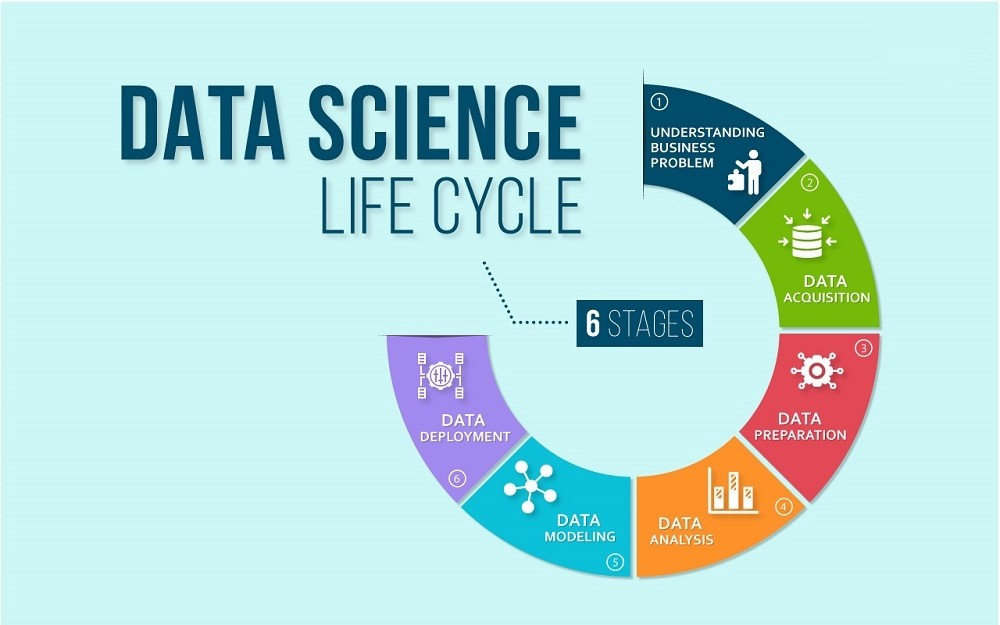 DATA SCIENCE
LIFE CYCLE
6 STAGES
1
UNDERSTANDING
BUSINESS
PROBLEM
2
DATA
ACQUISITION
3
DATA
PREPARATION
4
DATA
ANALYSIS
5
DATA
MODELING
6
DATA
DEPLOYMENT